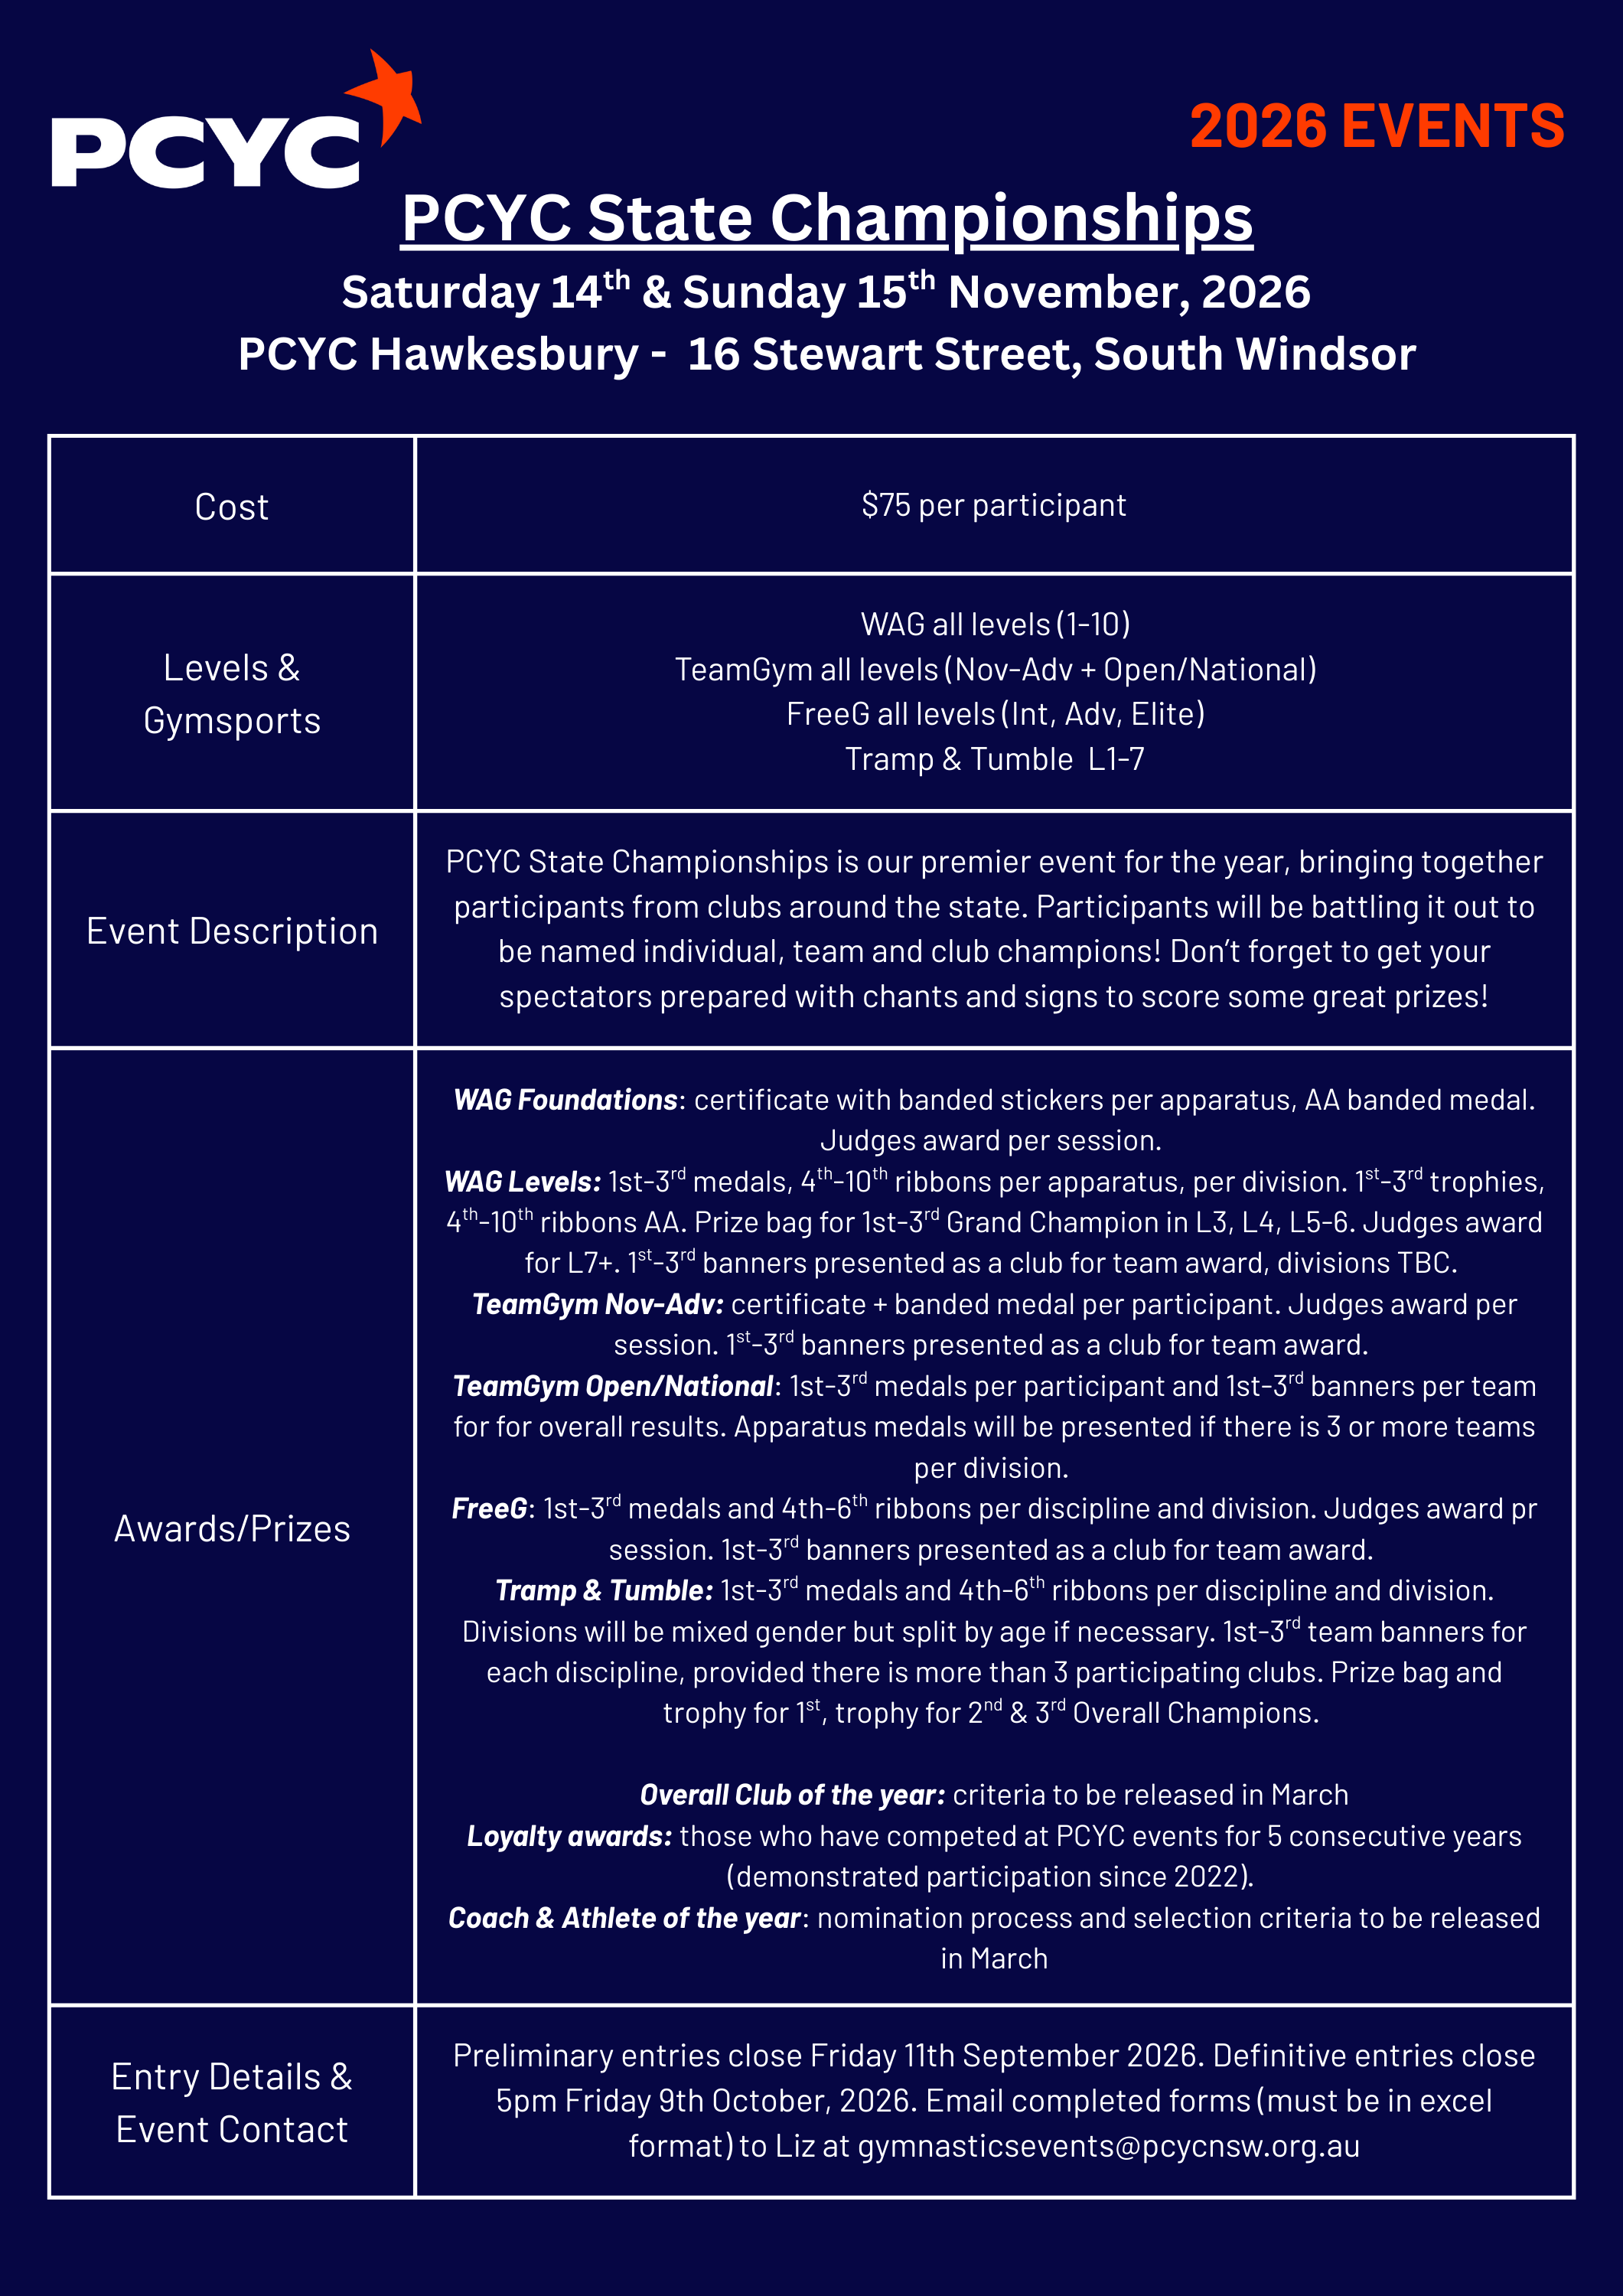 PCYC
2026 EVENTS
PCYC State Championships
Saturday 14th & Sunday 15th November, 2026
PCYC Hawkesbury - 16 Stewart Street, South Windsor
Cost
$75 per participant
Levels &
Gymsports
WAG all levels (1-10)
TeamGym all levels (Nov-Adv + Open/National)
FreeG all levels (Int, Adv, Elite)
Tramp & Tumble L1-7
Event Description
PCYC State Championships is our premier event for the year, bringing together
participants from clubs around the state. Participants will be battling it out to
be named individual, team and club champions! Don't forget to get your
spectators prepared with chants and signs to score some great prizes!
Awards/Prizes
WAG Foundations: certificate with banded stickers per apparatus, AA banded medal.
Judges award per session.
WAG Levels: 1st-3rd medals, 4th-10th ribbons per apparatus, per division. 1st-3rd trophies,
4th-10th ribbons AA. Prize bag for 1st-3rd Grand Champion in L3, L4, L5-6. Judges award
for L7+. 1st-3rd banners presented as a club for team award, divisions TBC.
TeamGym Nov-Adv: certificate + banded medal per participant. Judges award per
session. 1st-3rd banners presented as a club for team award.
TeamGym Open/National: 1st-3rd medals per participant and 1st-3rd banners per team
for for overall results. Apparatus medals will be presented if there is 3 or more teams
per division.
FreeG: 1st-3rd medals and 4th-6th ribbons per discipline and division. Judges award pr
session. 1st-3rd banners presented as a club for team award.
Tramp & Tumble: 1st-3rd medals and 4th-6th ribbons per discipline and division.
Divisions will be mixed gender but split by age if necessary. 1st-3rd team banners for
each discipline, provided there is more than 3 participating clubs. Prize bag and
trophy for 1st, trophy for 2nd & 3rd Overall Champions.
Overall Club of the year: criteria to be released in March
Loyalty awards: those who have competed at PCYC events for 5 consecutive years
(demonstrated participation since 2022).
Coach & Athlete of the year: nomination process and selection criteria to be released
in March
Entry Details &
Event Contact
Preliminary entries close Friday 11th September 2026. Definitive entries close
5pm Friday 9th October, 2026. Email completed forms (must be in excel
format) to Liz at gymnasticsevents@pcycnsw.org.au